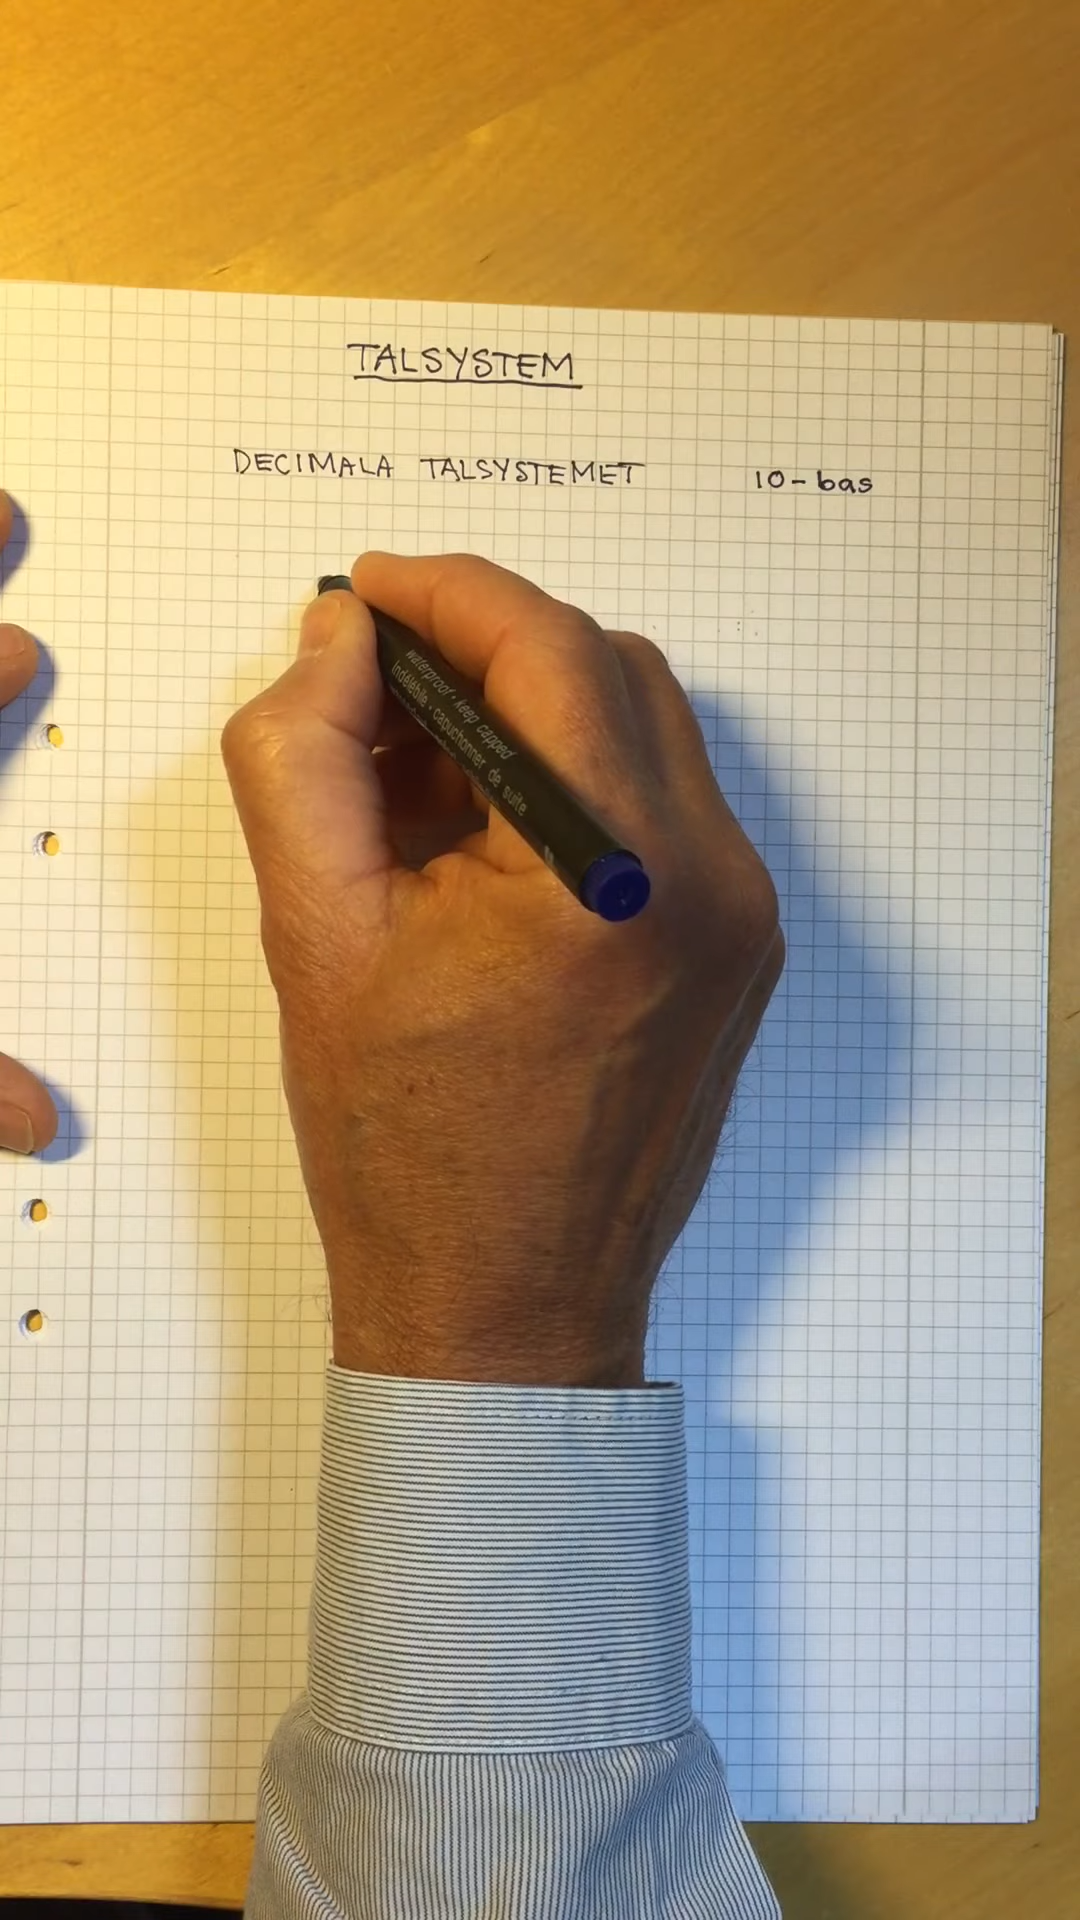 TALSYSTEM
DECIMALA TALSYSTEMET 10-bas
waterproof · keep capped
Indélébile · capuchonner de suite